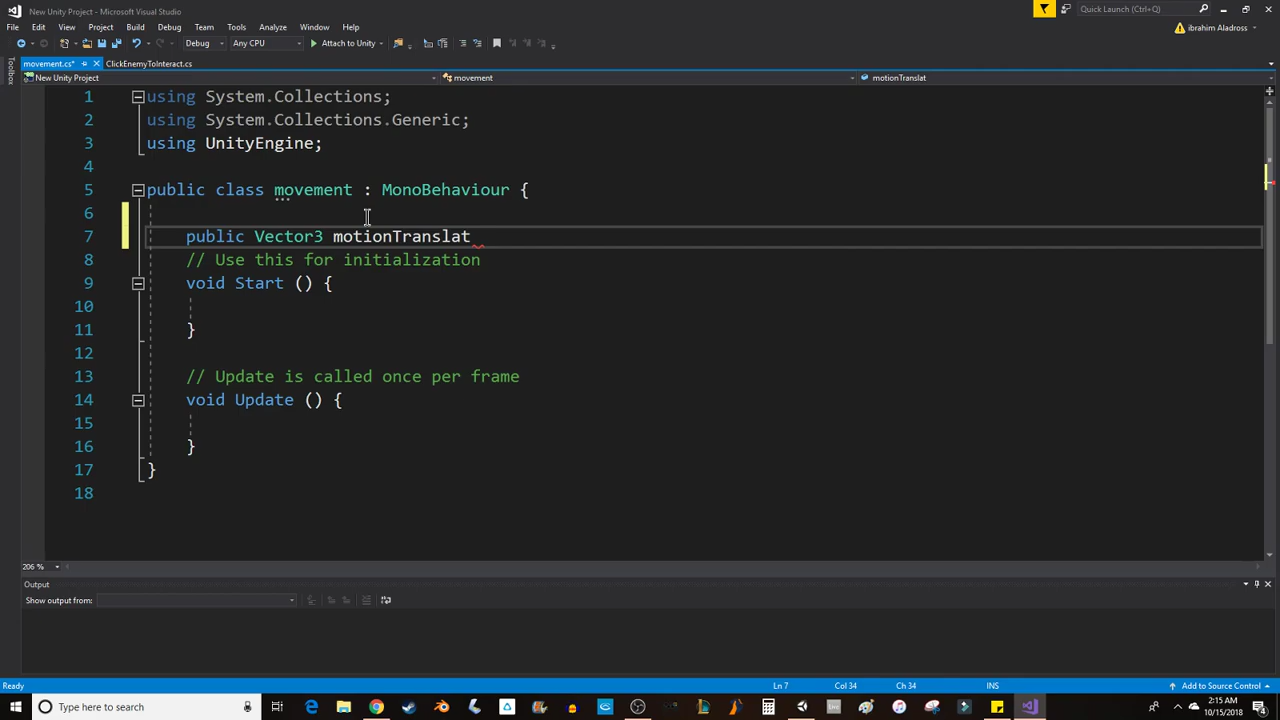 New Unity Project - Microsoft Visual Studio
Quick Launch (Ctrl+Q)
File Edit View Project Build Debug Team Tools Architecture Test Analyze Window Help
ibrahim Aladross
Debug Any CPU Attach to Unity
Toolbox
movement.cs* ClickEnemyToInteract.cs
New Unity Project movement motionTranslat
1 using System.Collections;
2 using System.Collections.Generic;
3 using UnityEngine;
4
5 public class movement : MonoBehaviour {
6
7 public Vector3 motionTranslat
8 // Use this for initialization
9 void Start () {
10
11 }
12
13 // Update is called once per frame
14 void Update () {
15
16 }
17 }
18
206 %
Output
Show output from:
Ready Ln 7 Col 34 Ch 34 INS Add to Source Control
Type here to search
2:15 AM
10/15/2018